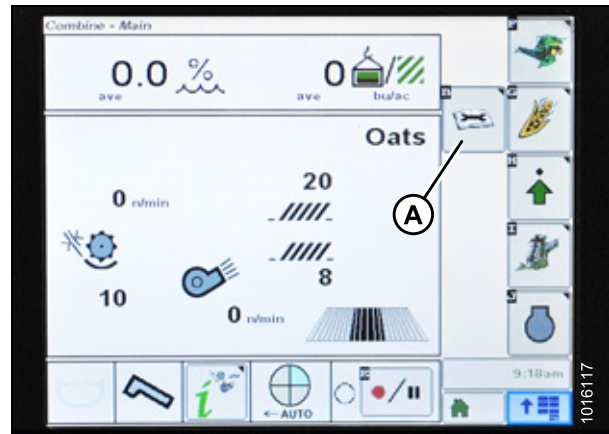 Combine - Main
0.0 %
ave
0
ave bu/ac
D
F
G
H
I
J
Oats
0 n/min
20
8
10
0 n/min
A
← AUTO
/II
9:18am
1016117